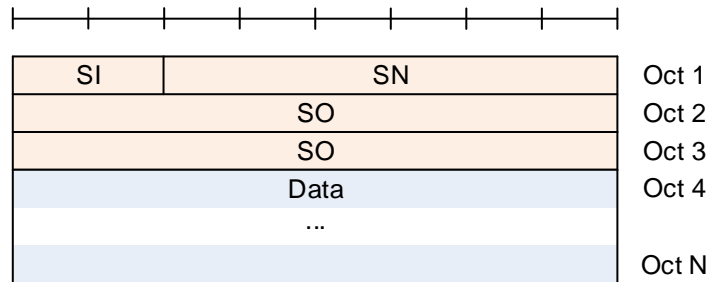 SI SN Oct 1
SO Oct 2
SO Oct 3
Data Oct 4
...
Oct N